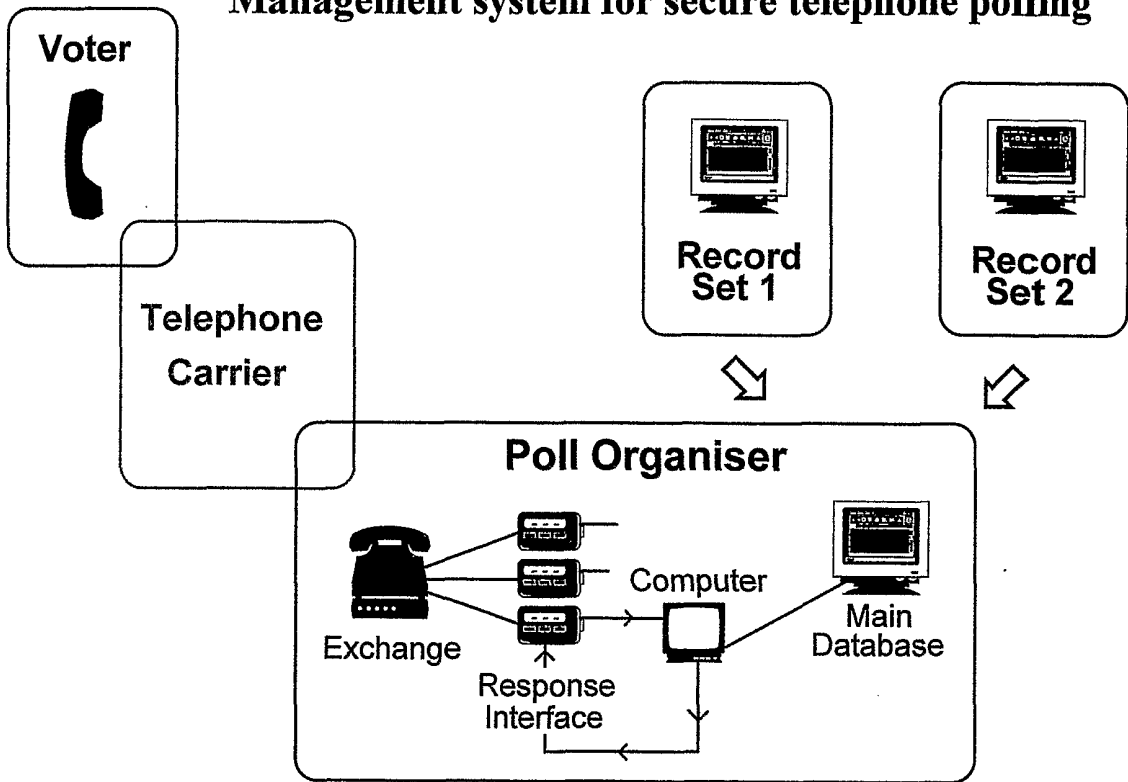 Management system for secure telephone polling
Voter
Record
Set 1
Record
Set 2
Telephone
Carrier
Poll Organiser
Exchange
Response
Interface
Computer
Main
Database